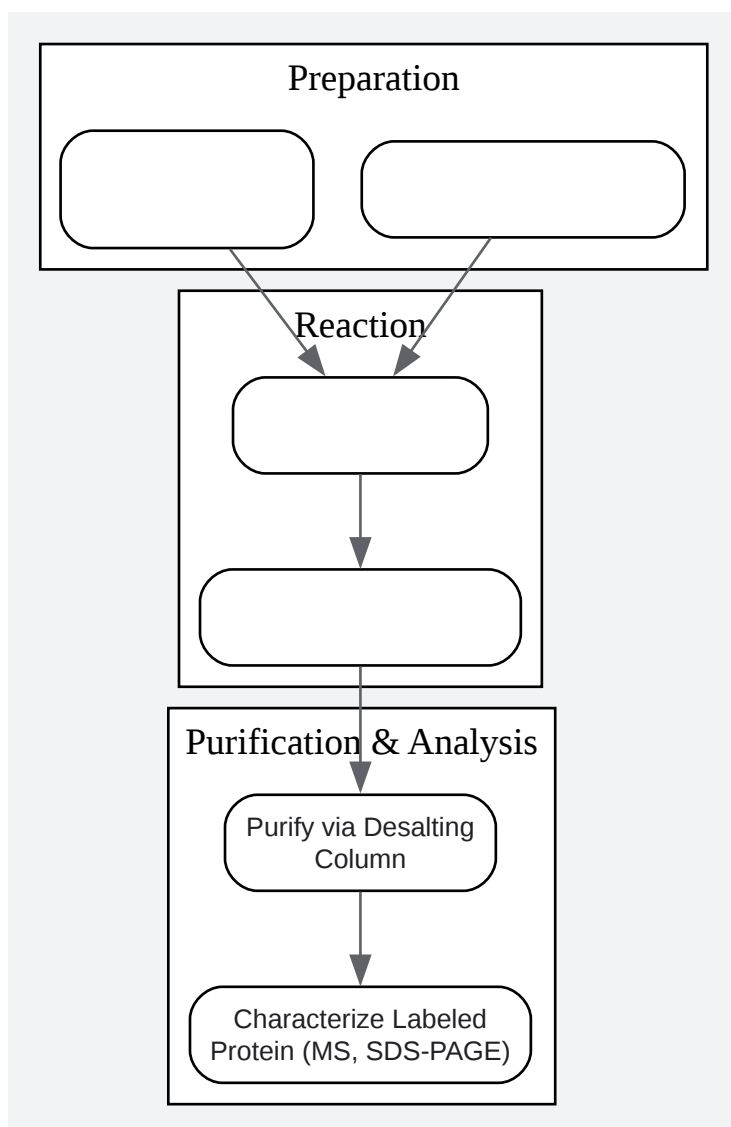 Preparation
Reaction
Purification & Analysis
Purify via Desalting
Column
Characterize Labeled
Protein (MS, SDS-PAGE)